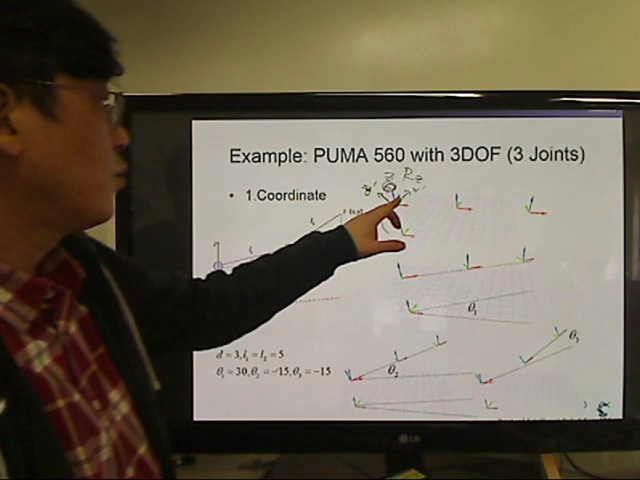 Example: PUMA 560 with 3DOF (3 Joints)
• 1.Coordinate
d = 3, l₁ = l₂ = 5
θ₁ = 30, θ₂ = −15, θ₃ = −15
θ₁
θ₂
θ₃
LG